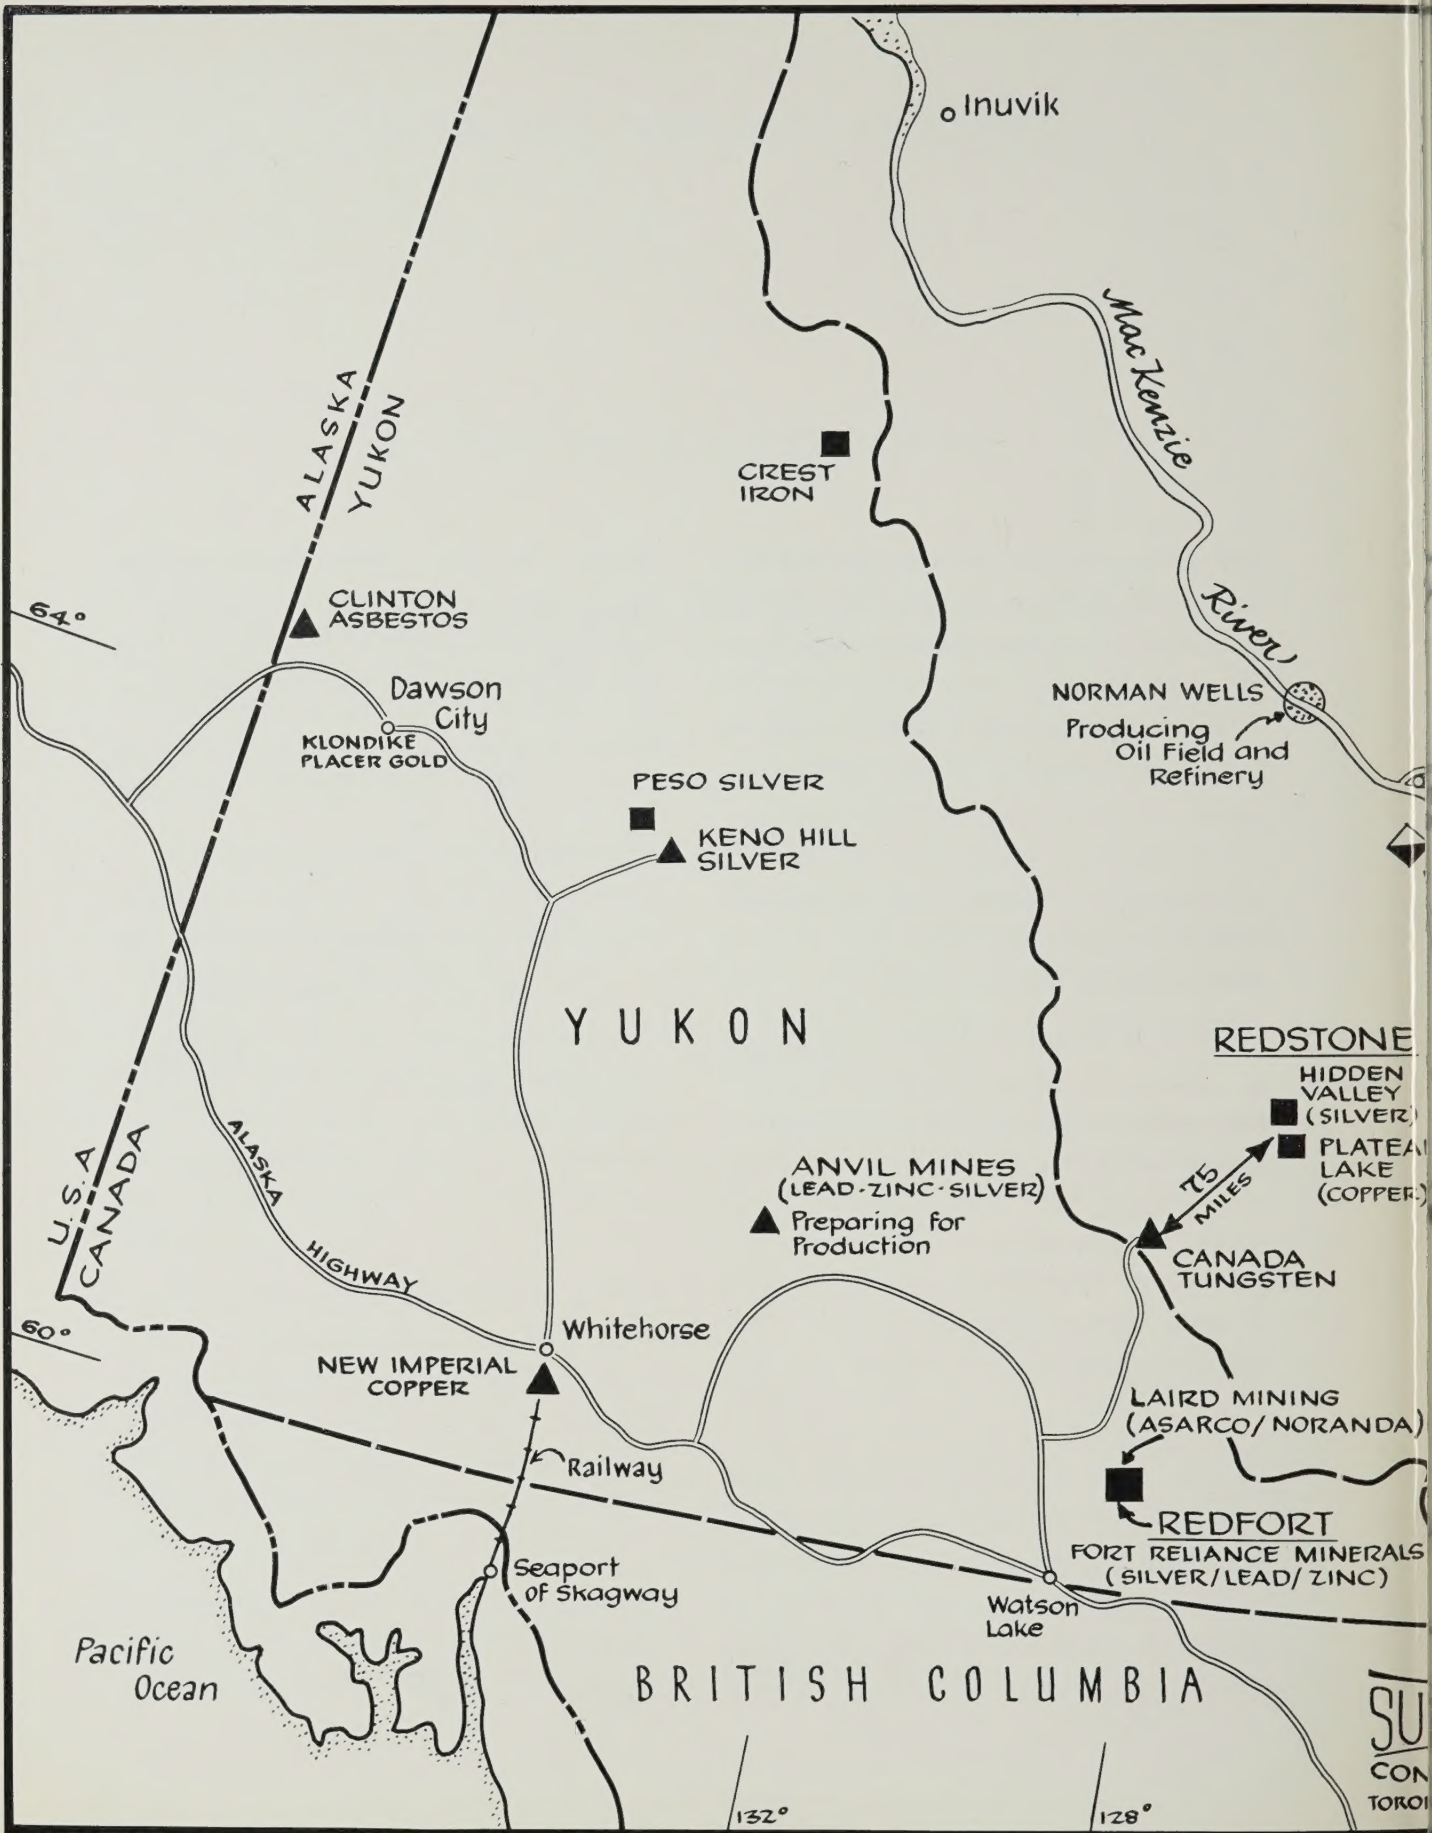 Inuvik
MacKenzie
River
ALASKA
YUKON
CREST
IRON
64°
CLINTON
ASBESTOS
Dawson
City
KLONDIKE
PLACER GOLD
NORMAN WELLS
Producing
Oil Field and
Refinery
PESO SILVER
KENO HILL
SILVER
YUKON
REDSTONE
HIDDEN
VALLEY
(SILVER)
PLATEA
LAKE
(COPPER)
75
MILES
U.S.A
CANADA
ALASKA
HIGHWAY
ANVIL MINES
(LEAD-ZINC-SILVER)
Preparing for
Production
CANADA
TUNGSTEN
60°
Whitehorse
NEW IMPERIAL
COPPER
Railway
LAIRD MINING
(ASARCO/NORANDA)
REDFORT
FORT RELIANCE MINERALS
(SILVER/LEAD/ZINC)
Seaport
of Skagway
Watson
Lake
Pacific
Ocean
BRITISH COLUMBIA
SU
CON
TORO
132°
128°